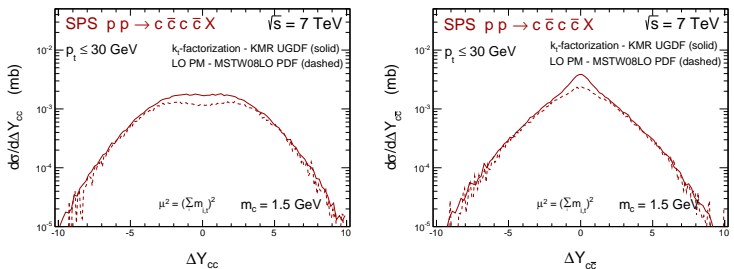 SPS p p → c c̄ c c̄ X √s = 7 TeV
p_t ≤ 30 GeV
k_t-factorization - KMR UGDF (solid)
LO PM - MSTW08LO PDF (dashed)
dσ/dΔY_cc (mb)
10^-2
10^-3
10^-4
10^-5
μ² = (Σ m_i,t)²
m_c = 1.5 GeV
-10 -5 0 5 10
ΔY_cc
SPS p p → c c̄ c c̄ X √s = 7 TeV
p_t ≤ 30 GeV
k_t-factorization - KMR UGDF (solid)
LO PM - MSTW08LO PDF (dashed)
dσ/dΔY_cc̄ (mb)
10^-2
10^-3
10^-4
10^-5
μ² = (Σ m_i,t)²
m_c = 1.5 GeV
-10 -5 0 5 10
ΔY_cc̄